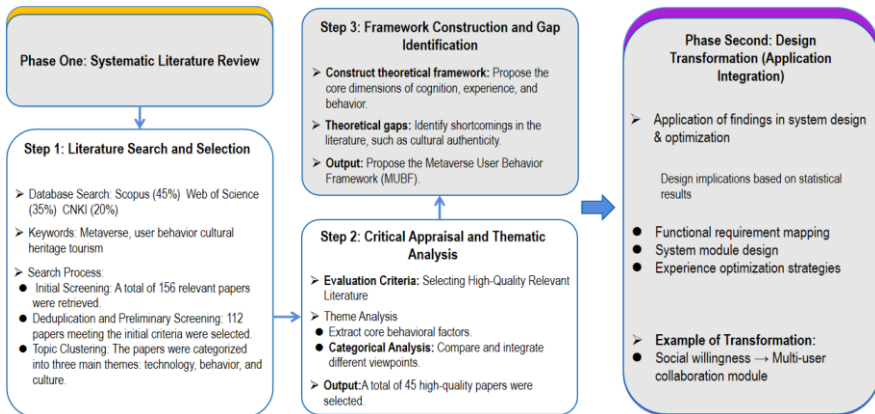 Phase One: Systematic Literature Review
Step 1: Literature Search and Selection
➢ Database Search: Scopus (45%) Web of Science
(35%) CNKI (20%)
➢ Keywords: Metaverse, user behavior cultural
heritage tourism
➢ Search Process:
● Initial Screening: A total of 156 relevant papers
were retrieved.
● Deduplication and Preliminary Screening: 112
papers meeting the initial criteria were selected.
● Topic Clustering: The papers were categorized
into three main themes: technology, behavior, and
culture.
Step 2: Critical Appraisal and Thematic
Analysis
➢ Evaluation Criteria: Selecting High-Quality Relevant
Literature
➢ Theme Analysis
● Extract core behavioral factors.
● Categorical Analysis: Compare and integrate
different viewpoints.
➢ Output:A total of 45 high-quality papers were
selected.
Step 3: Framework Construction and Gap
Identification
➢ Construct theoretical framework: Propose the
core dimensions of cognition, experience, and
behavior.
➢ Theoretical gaps: Identify shortcomings in the
literature, such as cultural authenticity.
➢ Output: Propose the Metaverse User Behavior
Framework (MUBF).
Phase Second: Design
Transformation (Application
Integration)
➢ Application of findings in system design
& optimization
Design implications based on statistical
results
● Functional requirement mapping
● System module design
● Experience optimization strategies
➢ Example of Transformation:
● Social willingness → Multi-user
collaboration module